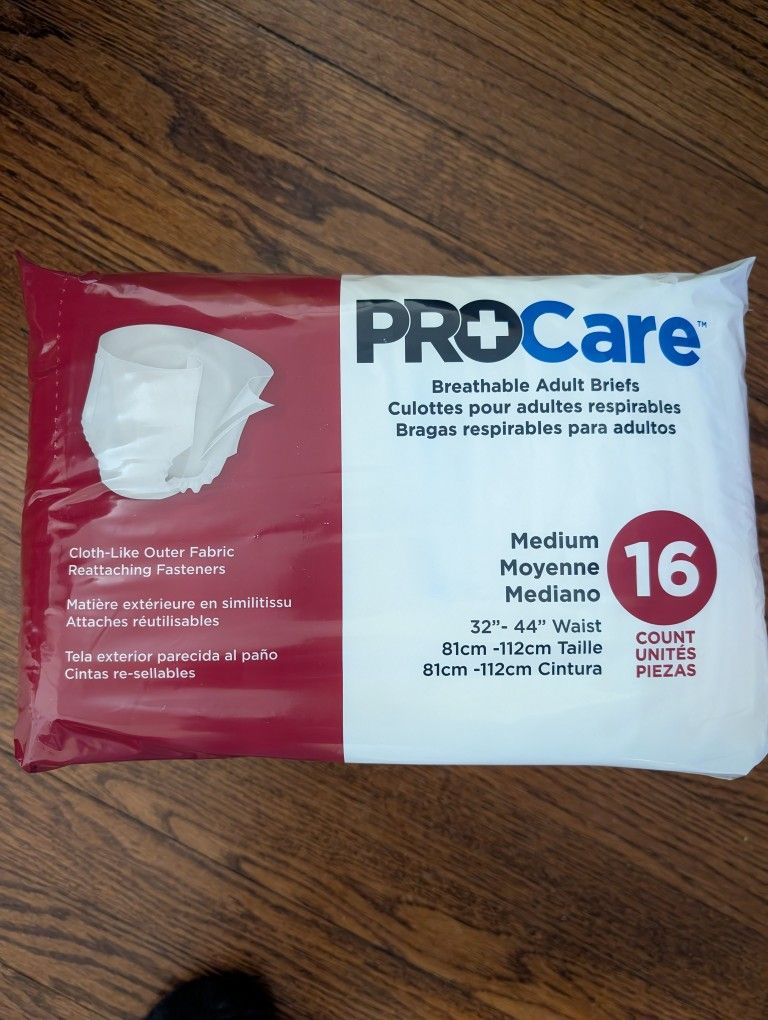 PROCare™
Breathable Adult Briefs
Culottes pour adultes respirables
Bragas respirables para adultos
Cloth-Like Outer Fabric
Reattaching Fasteners
Matière extérieure en similitissu
Attaches réutilisables
Tela exterior parecida al paño
Cintas re-sellables
Medium
Moyenne
Mediano
32”- 44” Waist
81cm -112cm Taille
81cm -112cm Cintura
16
COUNT
UNITÉS
PIEZAS